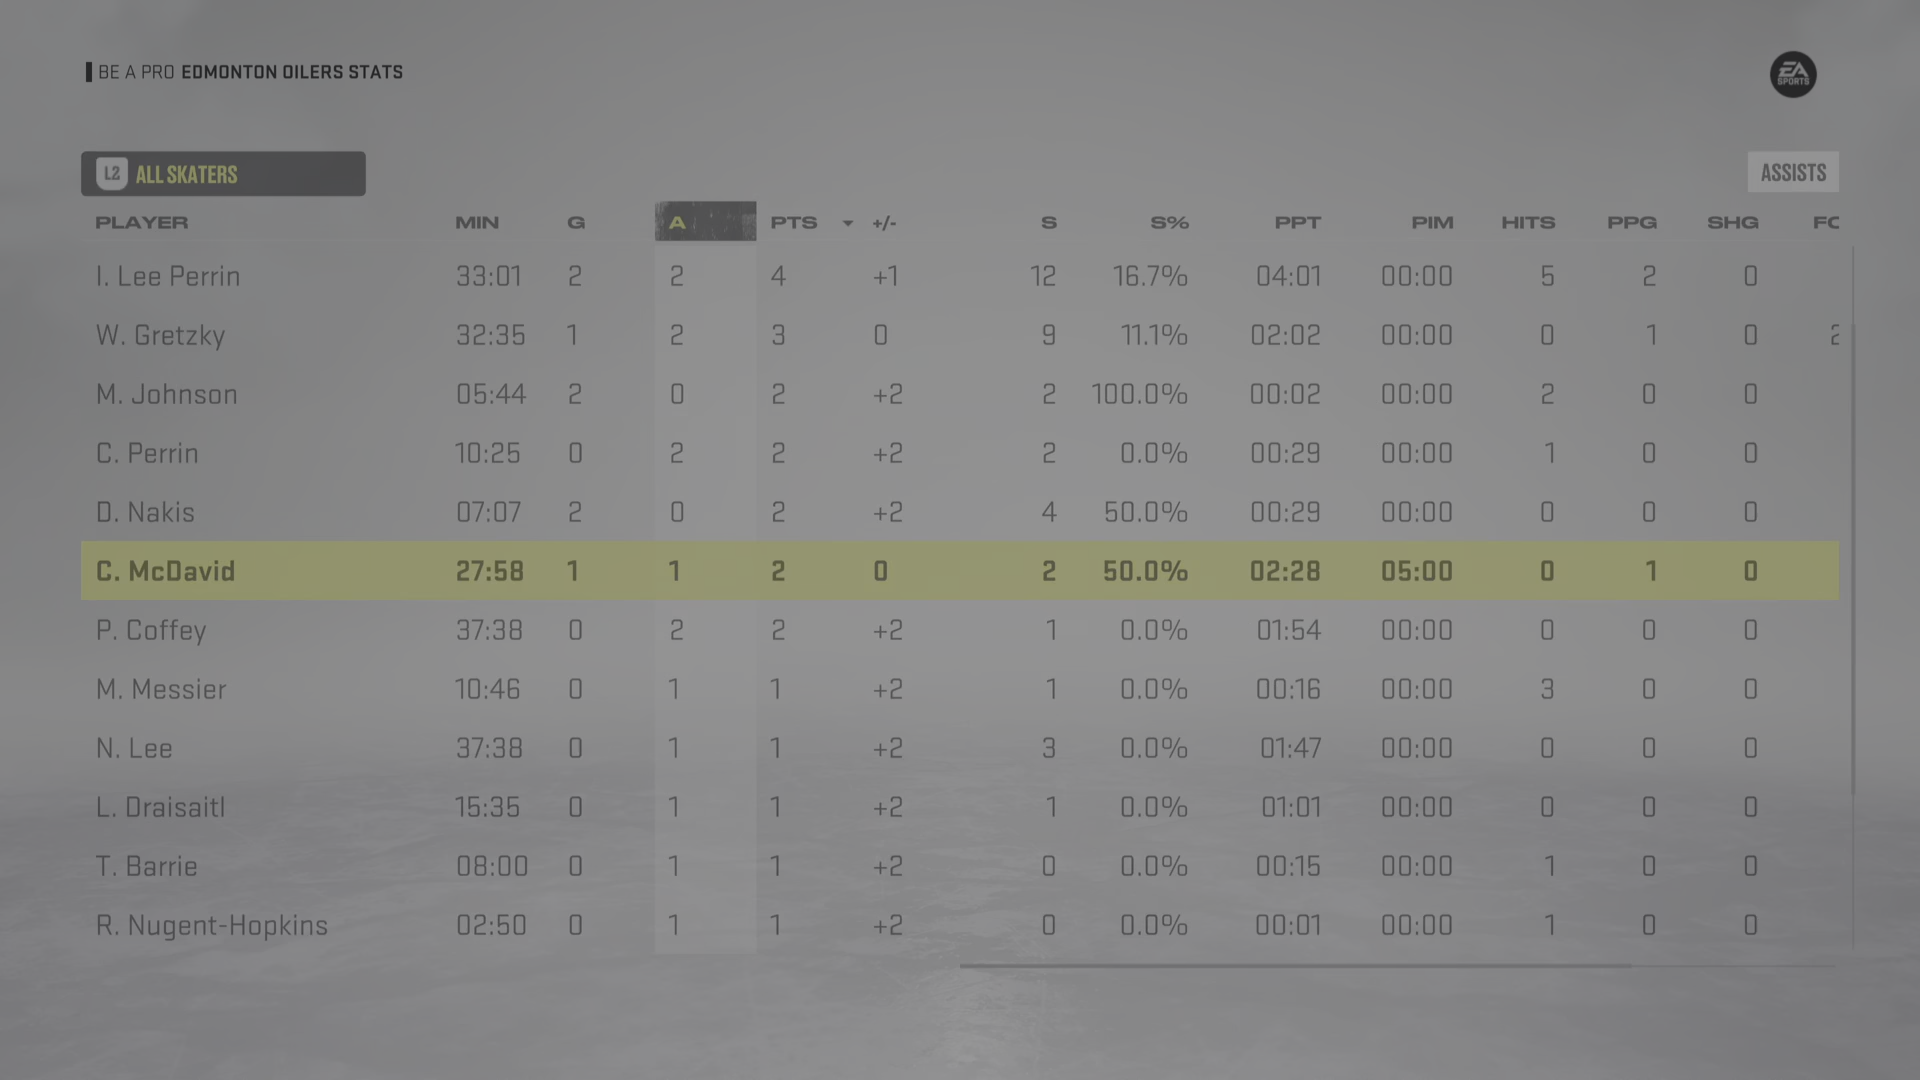 BE A PRO EDMONTON OILERS STATS
EA SPORTS
L2 ALL SKATERS
ASSISTS
PLAYER MIN G A PTS +/- S S% PPT PIM HITS PPG SHG
I. Lee Perrin 33:01 2 2 4 +1 12 16.7% 04:01 00:00 5 2 0
W. Gretzky 32:35 1 2 3 0 9 11.1% 02:02 00:00 0 1 0 2
M. Johnson 05:44 2 0 2 +2 2 100.0% 00:02 00:00 2 0 0
C. Perrin 10:25 0 2 2 +2 2 0.0% 00:29 00:00 1 0 0
D. Nakis 07:07 2 0 2 +2 4 50.0% 00:29 00:00 0 0 0
C. McDavid 27:58 1 1 2 0 2 50.0% 02:28 05:00 0 1 0
P. Coffey 37:38 0 2 2 +2 1 0.0% 01:54 00:00 0 0 0
M. Messier 10:46 0 1 1 +2 1 0.0% 00:16 00:00 3 0 0
N. Lee 37:38 0 1 1 +2 3 0.0% 01:47 00:00 0 0 0
L. Draisaitl 15:35 0 1 1 +2 1 0.0% 01:01 00:00 0 0 0
T. Barrie 08:00 0 1 1 +2 0 0.0% 00:15 00:00 1 0 0
R. Nugent-Hopkins 02:50 0 1 1 +2 0 0.0% 00:01 00:00 1 0 0